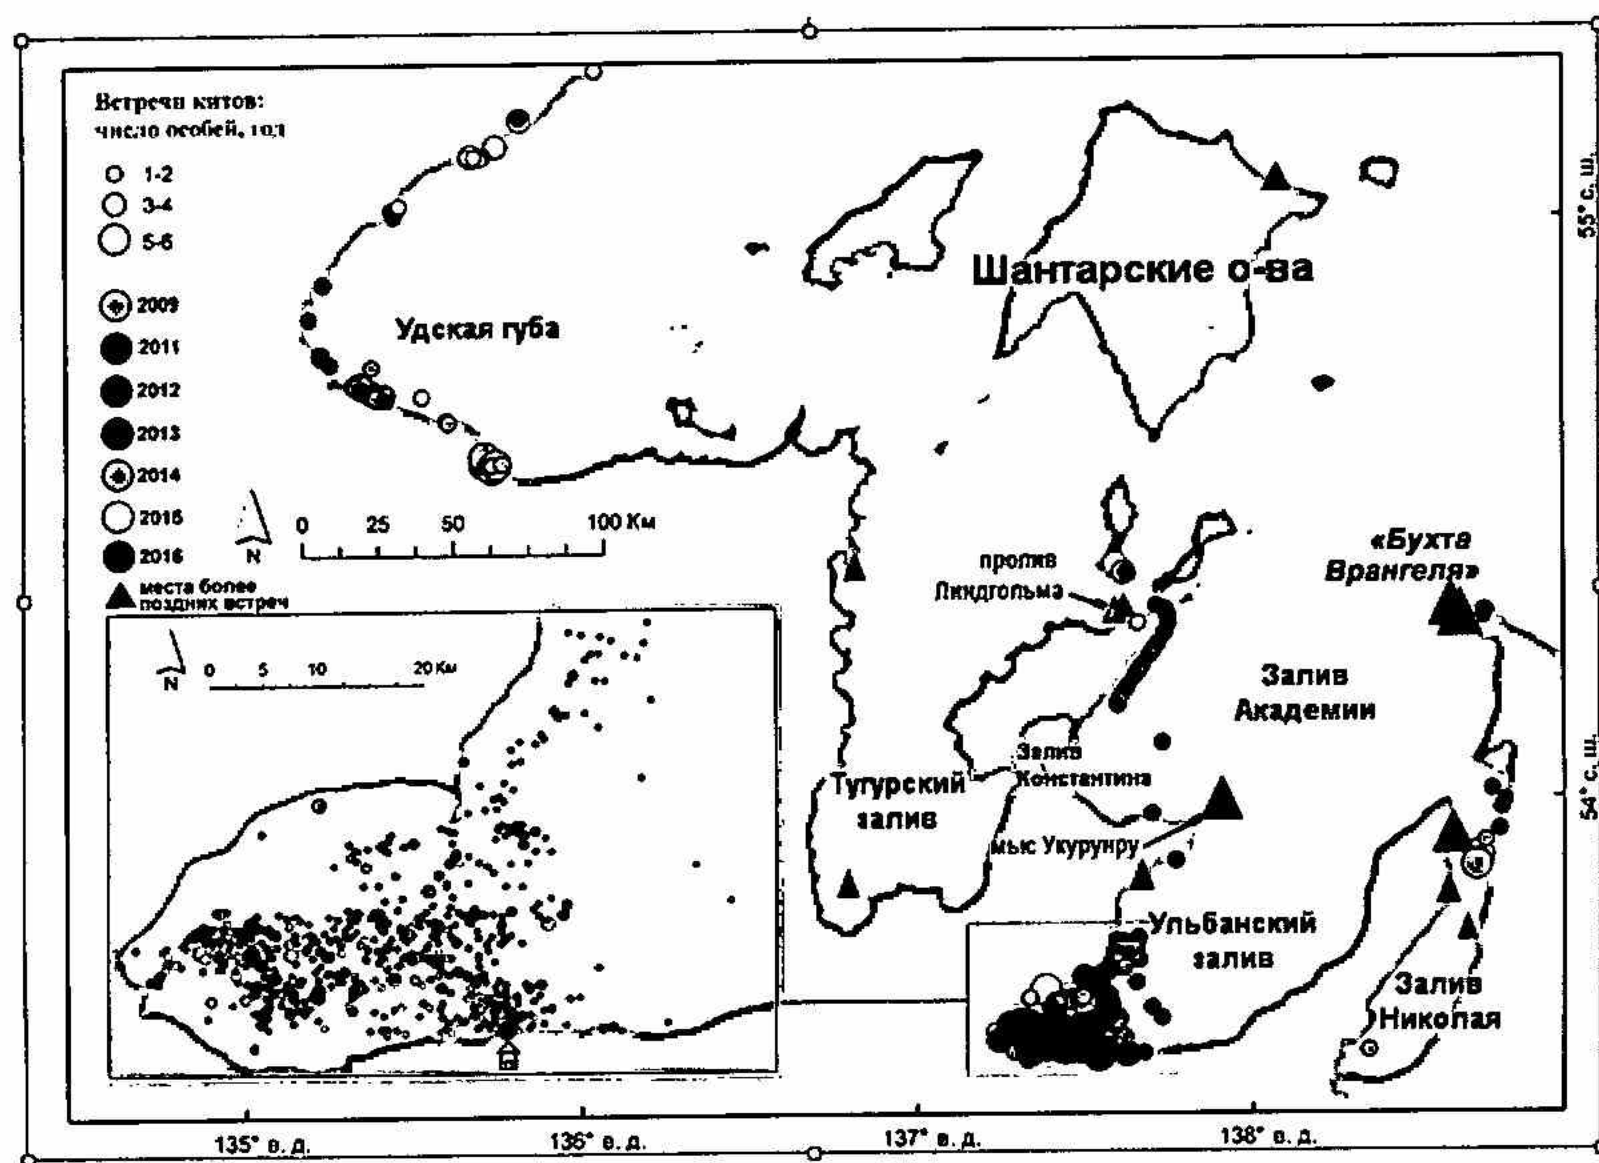 Встречи китов:
число особей, год
1-2
3-4
5-6
2009
2011
2012
2013
2014
2015
2016
места более
поздних встреч
Удская губа
Шантарские о-ва
0 25 50 100 Км
N
0 5 10 20 Км
N
пролив
Линдгольма
«Бухта
Врангеля»
Залив
Академии
Залив
Константина
Тугурский
залив
мыс Укурунру
Ульбанский
залив
Залив
Николая
55° с. ш.
54° с. ш.
135° в. д.
136° в. д.
137° в. д.
138° в. д.